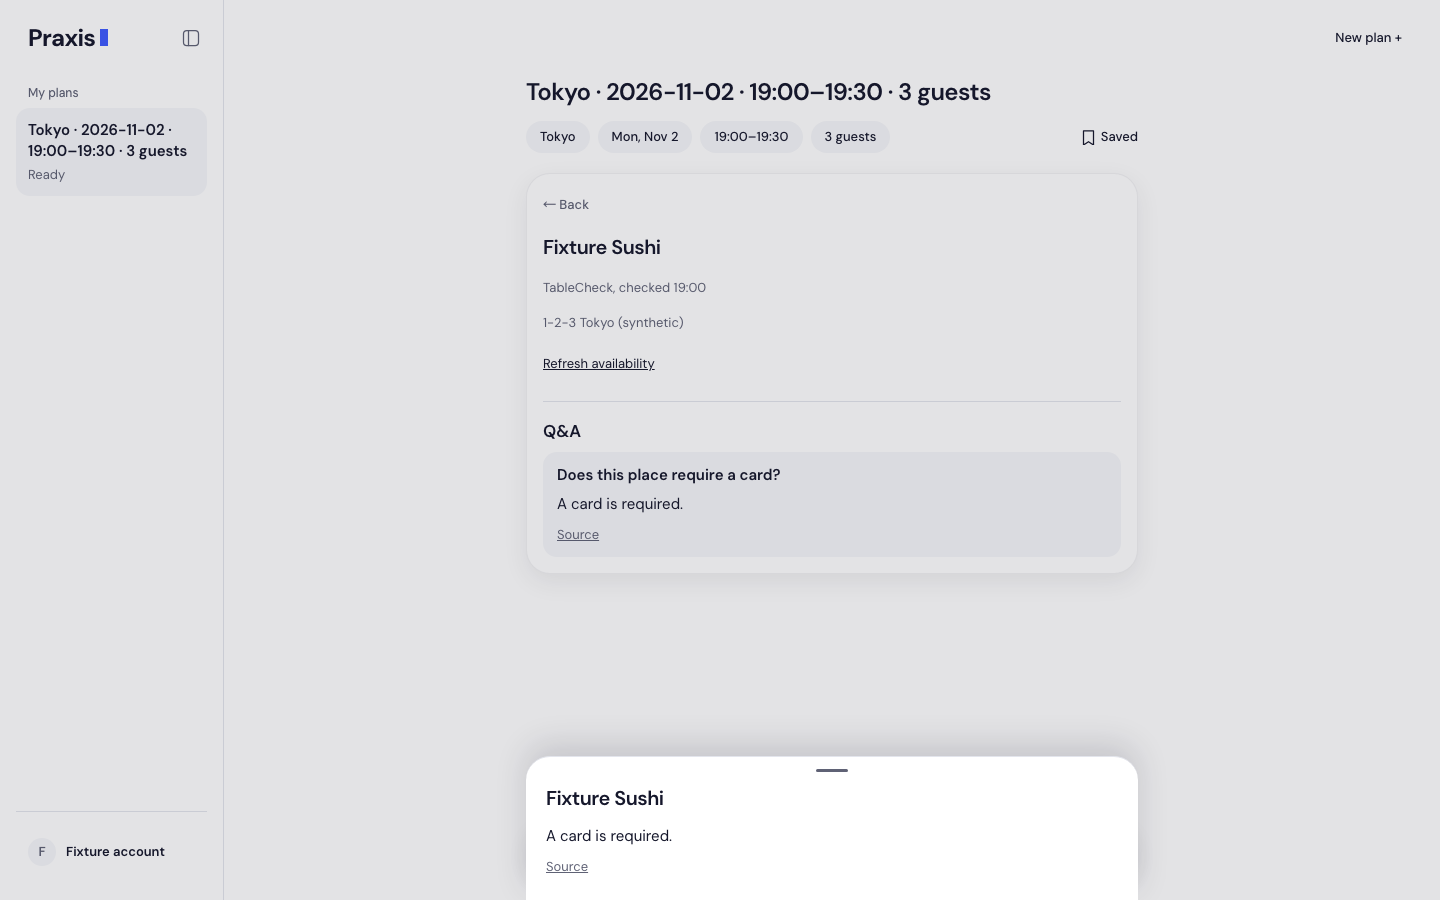 Praxis
New plan +
My plans
Tokyo · 2026-11-02 ·
19:00–19:30 · 3 guests
Ready
Tokyo · 2026-11-02 · 19:00–19:30 · 3 guests
Tokyo
Mon, Nov 2
19:00–19:30
3 guests
Saved
← Back
Fixture Sushi
TableCheck, checked 19:00
1-2-3 Tokyo (synthetic)
Refresh availability
Q&A
Does this place require a card?
A card is required.
Source
Fixture Sushi
A card is required.
Source
F
Fixture account